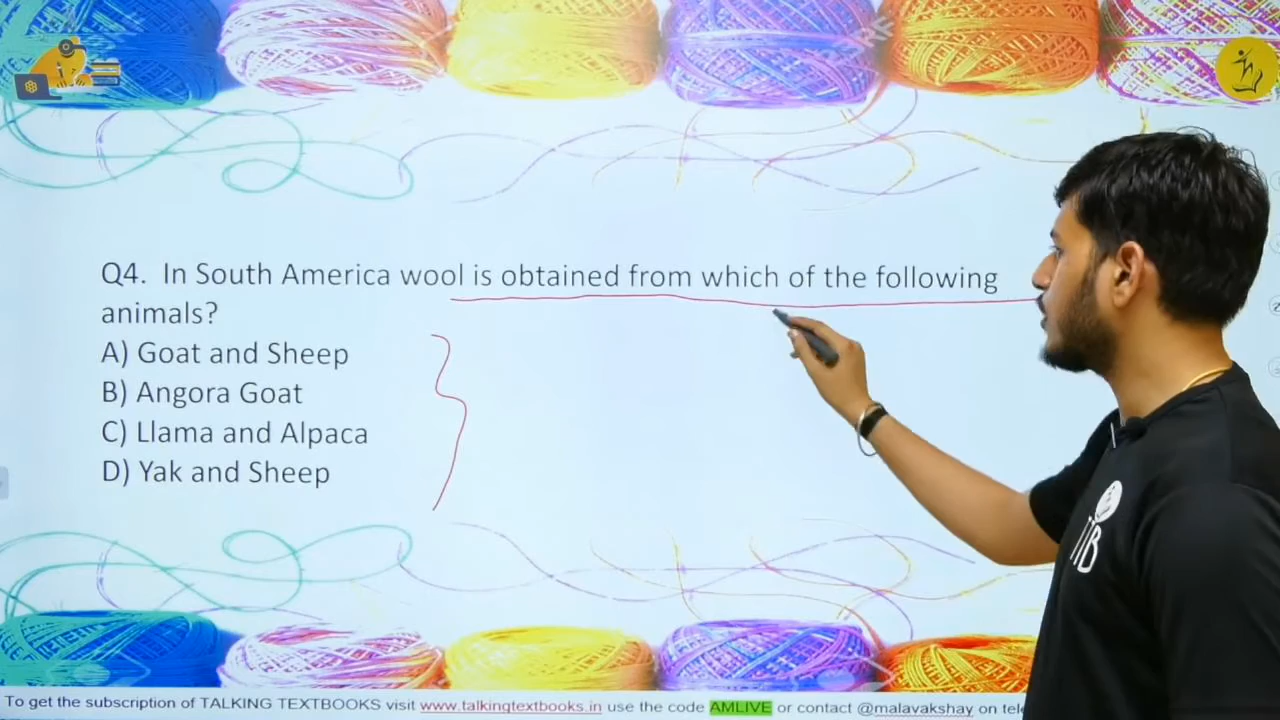 Q4. In South America wool is obtained from which of the following
animals?
A) Goat and Sheep
B) Angora Goat
C) Llama and Alpaca
D) Yak and Sheep
TTB
To get the subscription of TALKING TEXTBOOKS visit www.talkingtextbooks.in use the code AMLIVE or contact @malavakshay on tele